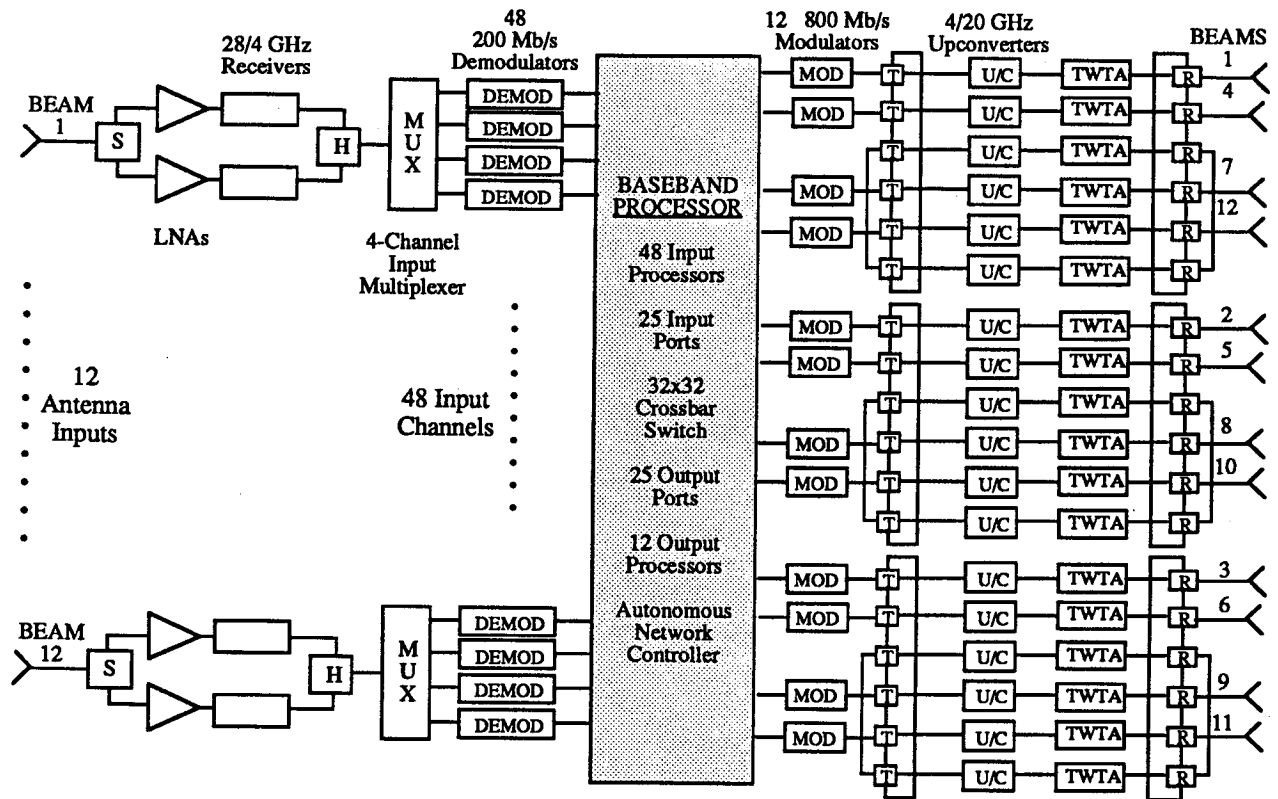 48
200 Mb/s
Demodulators
12 800 Mb/s
Modulators
4/20 GHz
Upconverters
BEAMS
28/4 GHz
Receivers
BEAM
1
S
H
LNAs
M
U
X
4-Channel
Input
Multiplexer
DEMOD
DEMOD
DEMOD
DEMOD
12
Antenna
Inputs
48 Input
Channels
BEAM
12
S
H
M
U
X
DEMOD
DEMOD
DEMOD
DEMOD
BASEBAND
PROCESSOR
48 Input
Processors
25 Input
Ports
32x32
Crossbar
Switch
25 Output
Ports
12 Output
Processors
Autonomous
Network
Controller
MOD T U/C TWTA R 1
MOD T U/C TWTA R 4
T U/C TWTA R
MOD T U/C TWTA R 7
MOD T U/C TWTA R 12
T U/C TWTA R
MOD T U/C TWTA R 2
MOD T U/C TWTA R 5
T U/C TWTA R
MOD T U/C TWTA R 8
MOD T U/C TWTA R 10
T U/C TWTA R
MOD T U/C TWTA R 3
MOD T U/C TWTA R 6
T U/C TWTA R
MOD T U/C TWTA R 9
MOD T U/C TWTA R 11
T U/C TWTA R